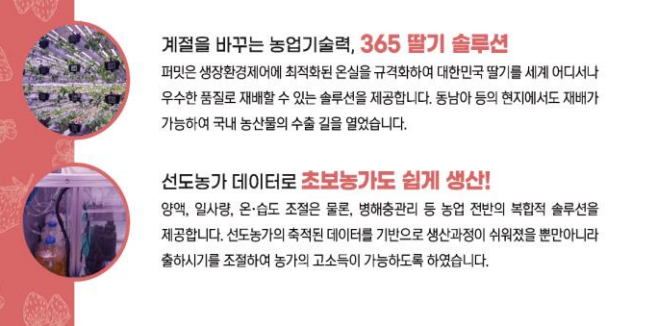 계절을 바꾸는 농업기술력, 365 딸기 솔루션
퍼밋은 생장환경제어에 최적화된 온실을 규격화하여 대한민국 딸기를 세계 어디서나
우수한 품질로 재배할 수 있는 솔루션을 제공합니다. 동남아 등의 현지에서도 재배가
가능하여 국내 농산물의 수출 길을 열었습니다.
선도농가 데이터로 초보농가도 쉽게 생산!
양액, 일사량, 온·습도 조절은 물론, 병해충관리 등 농업 전반의 복합적 솔루션을
제공합니다. 선도농가의 축적된 데이터를 기반으로 생산과정이 쉬워졌을 뿐만아니라
출하시기를 조절하여 농가의 고소득이 가능하도록 하였습니다.